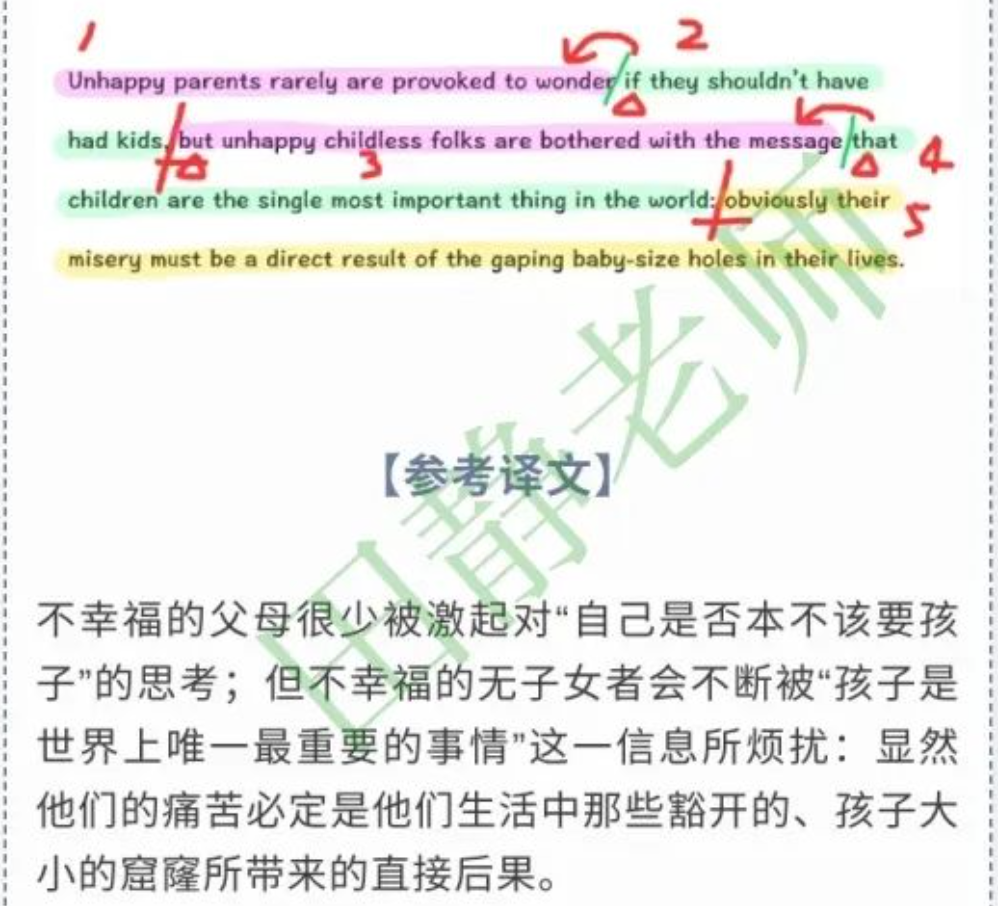 1 2
Unhappy parents rarely are provoked to wonder if they shouldn't have
had kids, but unhappy childless folks are bothered with the message that
3 4
children are the single most important thing in the world: obviously their
5
misery must be a direct result of the gaping baby-size holes in their lives.
【参考译文】
田静老师
不幸福的父母很少被激起对“自己是否本不该要孩
子”的思考；但不幸福的无子女者会不断被“孩子是
世界上唯一最重要的事情”这一信息所烦扰：显然
他们的痛苦必定是他们生活中那些豁开的、孩子大
小的窟窿所带来的直接后果。